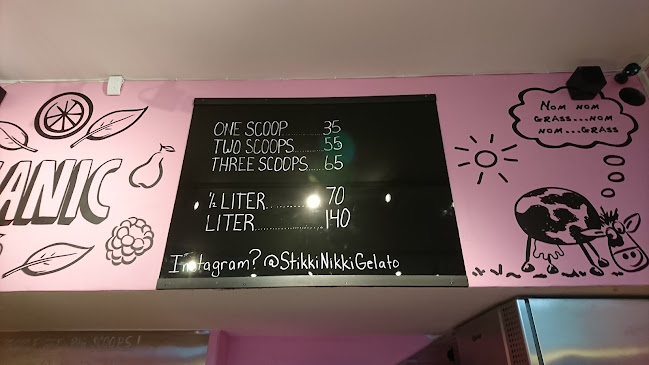 ANIC
ONE SCOOP......35
TWO SCOOPS.....55
THREE SCOOPS...65
½ LITER.........70
LITER...........140
Instagram? @StikkiNikkiGelato
NOM NOM
GRASS...NOM
NOM...GRASS
SCOOPS!